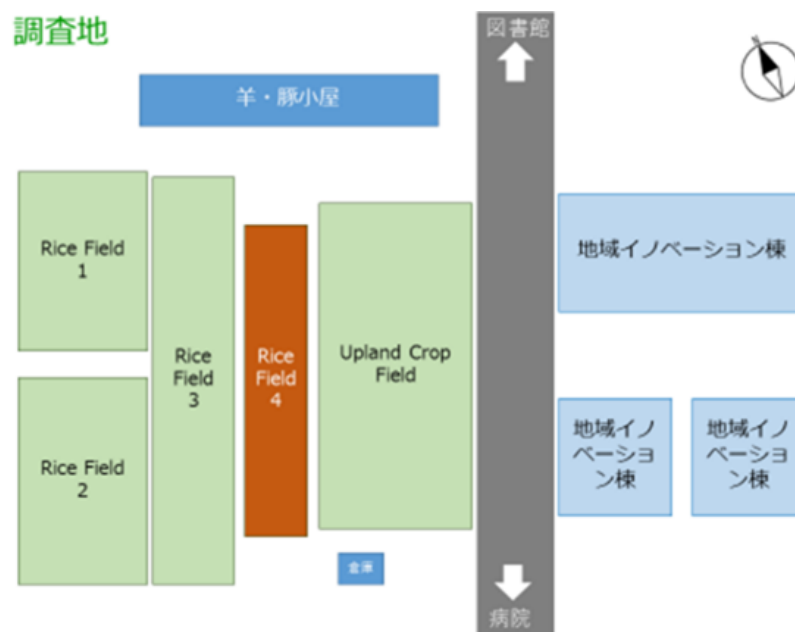 調査地
図書館
羊・豚小屋
Rice Field
1
Rice
Field
3
Rice
Field
4
Upland Crop
Field
地域イノベーション棟
Rice Field
2
地域イノ
ベーショ
ン棟
地域イノ
ベーショ
ン棟
倉庫
病院